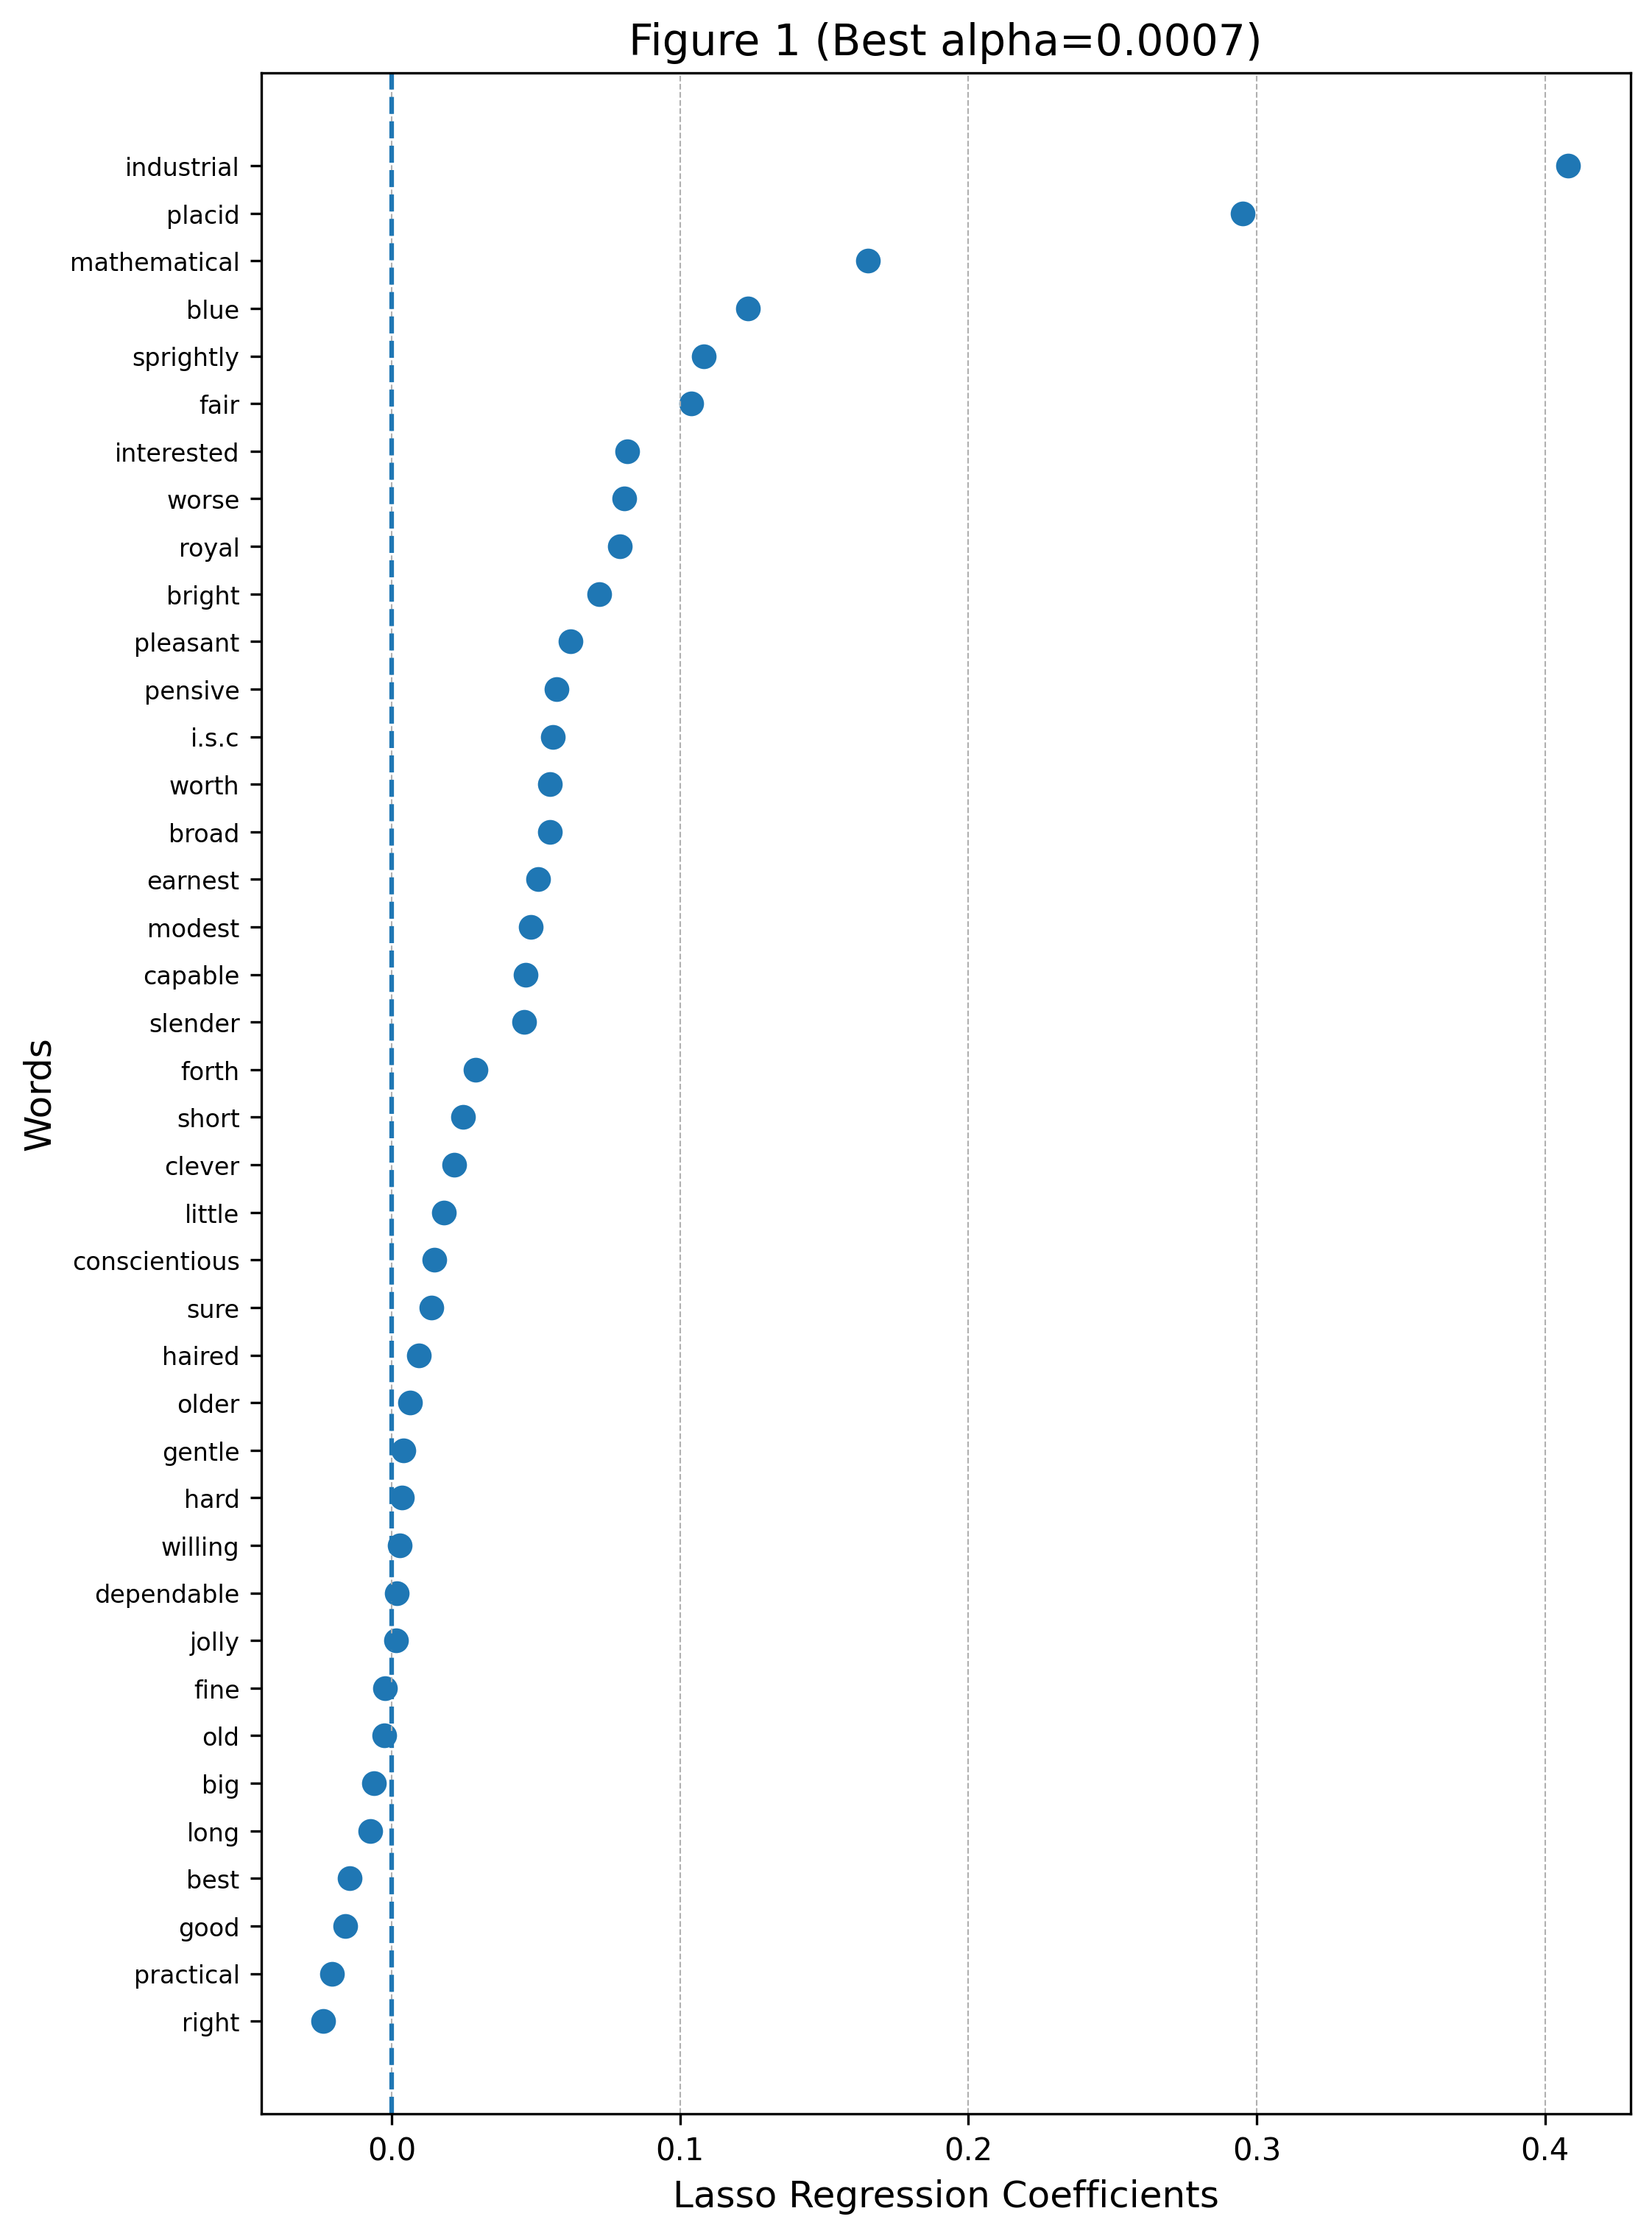 Figure 1 (Best alpha=0.0007)
industrial
placid
mathematical
blue
sprightly
fair
interested
worse
royal
bright
pleasant
pensive
i.s.c
worth
broad
earnest
modest
capable
slender
forth
short
clever
little
conscientious
sure
haired
older
gentle
hard
willing
dependable
jolly
fine
old
big
long
best
good
practical
right
Words
0.0 0.1 0.2 0.3 0.4
Lasso Regression Coefficients